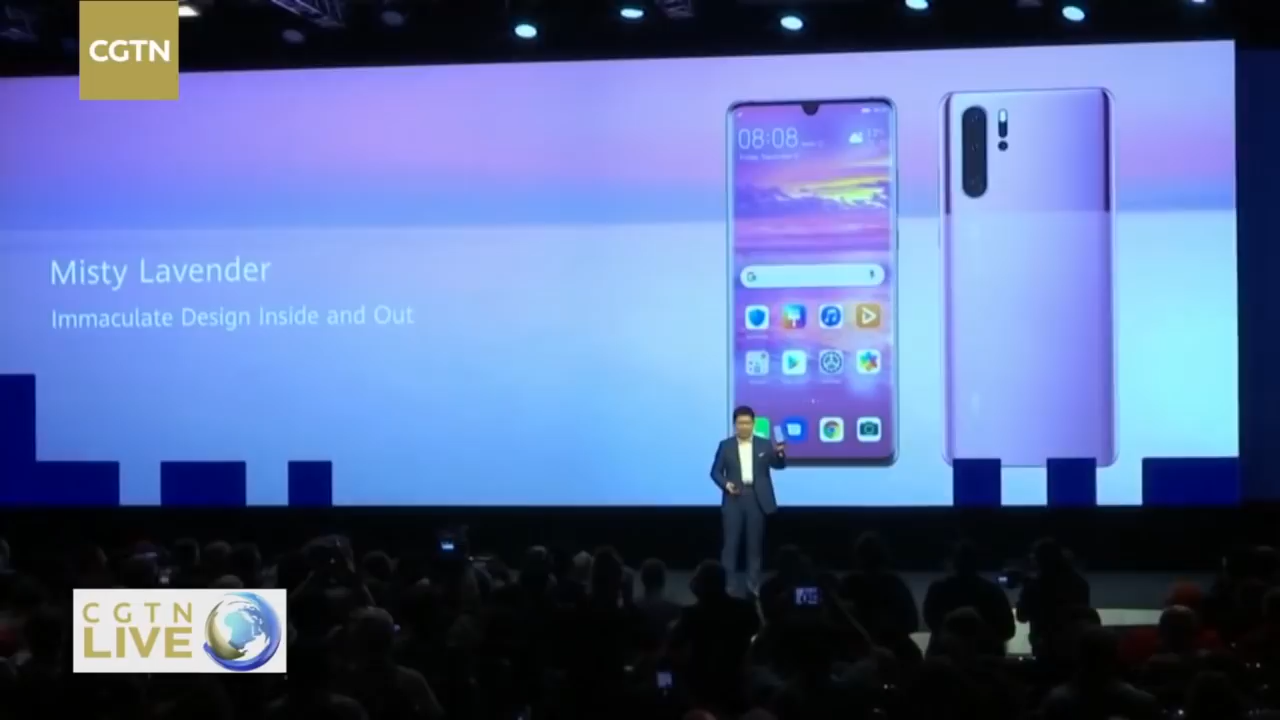 CGTN
Misty Lavender
Immaculate Design Inside and Out
08:08
CGTN
LIVE